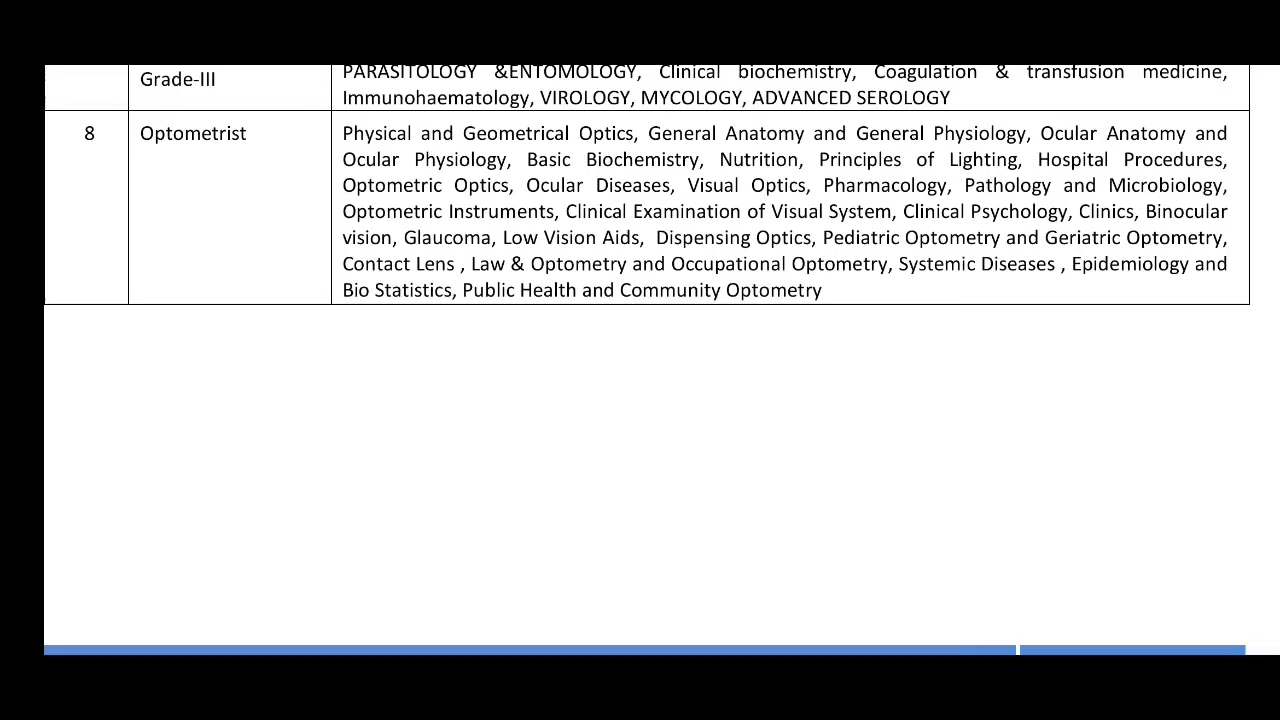 PARASITOLOGY &ENTOMOLOGY, Clinical biochemistry, Coagulation & transfusion medicine,
Grade-III
Immunohaematology, VIROLOGY, MYCOLOGY, ADVANCED SEROLOGY
8 Optometrist Physical and Geometrical Optics, General Anatomy and General Physiology, Ocular Anatomy and
Ocular Physiology, Basic Biochemistry, Nutrition, Principles of Lighting, Hospital Procedures,
Optometric Optics, Ocular Diseases, Visual Optics, Pharmacology, Pathology and Microbiology,
Optometric Instruments, Clinical Examination of Visual System, Clinical Psychology, Clinics, Binocular
vision, Glaucoma, Low Vision Aids, Dispensing Optics, Pediatric Optometry and Geriatric Optometry,
Contact Lens , Law & Optometry and Occupational Optometry, Systemic Diseases , Epidemiology and
Bio Statistics, Public Health and Community Optometry